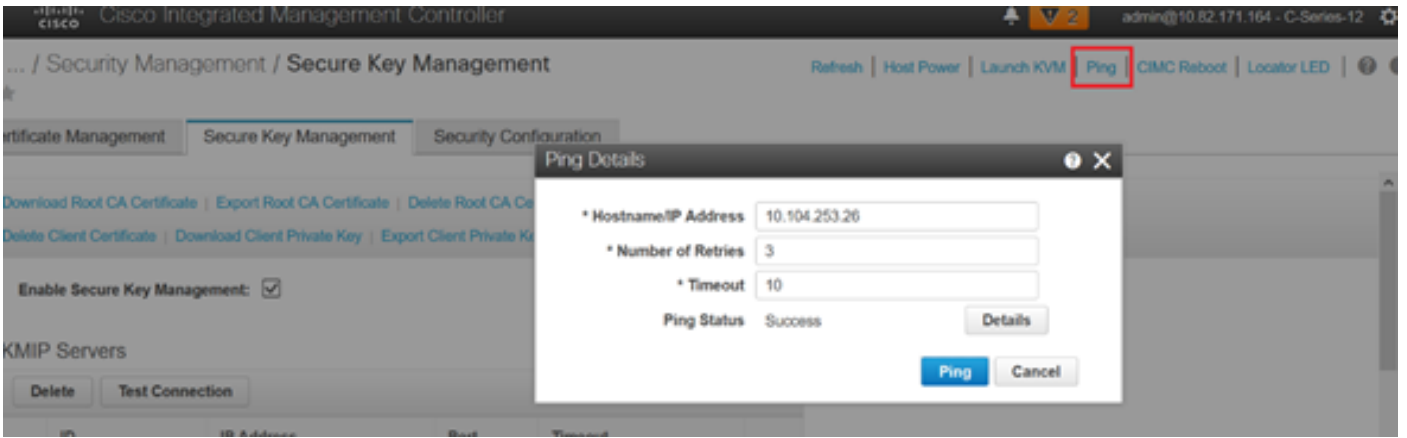 CISCO Cisco Integrated Management Controller 2 admin@10.82.171.164 - C-Series-12
... / Security Management / Secure Key Management
Refresh | Host Power | Launch KVM | Ping | CIMC Reboot | Locator LED |
ertificate Management Secure Key Management Security Configuration
Ping Details
Download Root CA Certificate | Export Root CA Certificate | Delete Root CA Ce
Delete Client Certificate | Download Client Private Key | Export Client Private Ke
* Hostname/IP Address 10.104.253.26
* Number of Retries 3
* Timeout 10
Ping Status Success Details
Ping Cancel
Enable Secure Key Management:
KMIP Servers
Delete Test Connection
ID IP Address Port Timeout